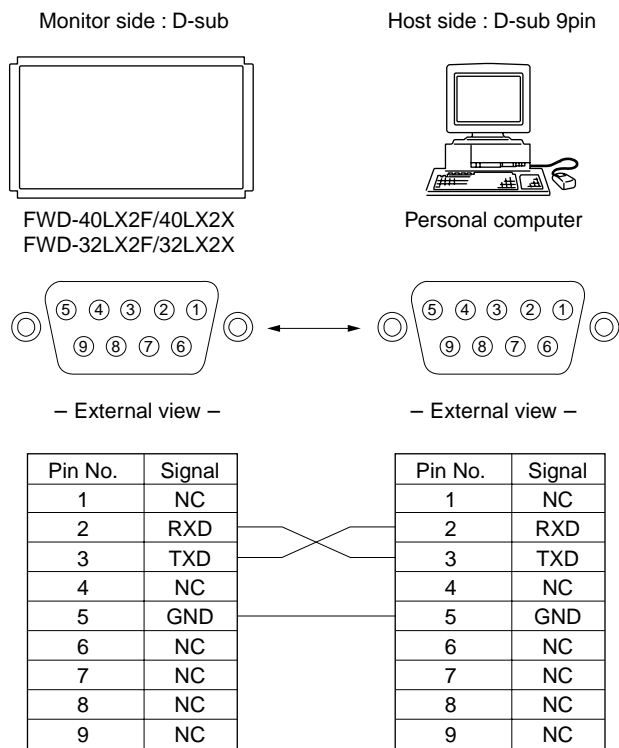 Monitor side : D-sub
Host side : D-sub 9pin
FWD-40LX2F/40LX2X
FWD-32LX2F/32LX2X
Personal computer
5 4 3 2 1
9 8 7 6
5 4 3 2 1
9 8 7 6
– External view –
– External view –
Pin No. Signal
1 NC
2 RXD
3 TXD
4 NC
5 GND
6 NC
7 NC
8 NC
9 NC
Pin No. Signal
1 NC
2 RXD
3 TXD
4 NC
5 GND
6 NC
7 NC
8 NC
9 NC